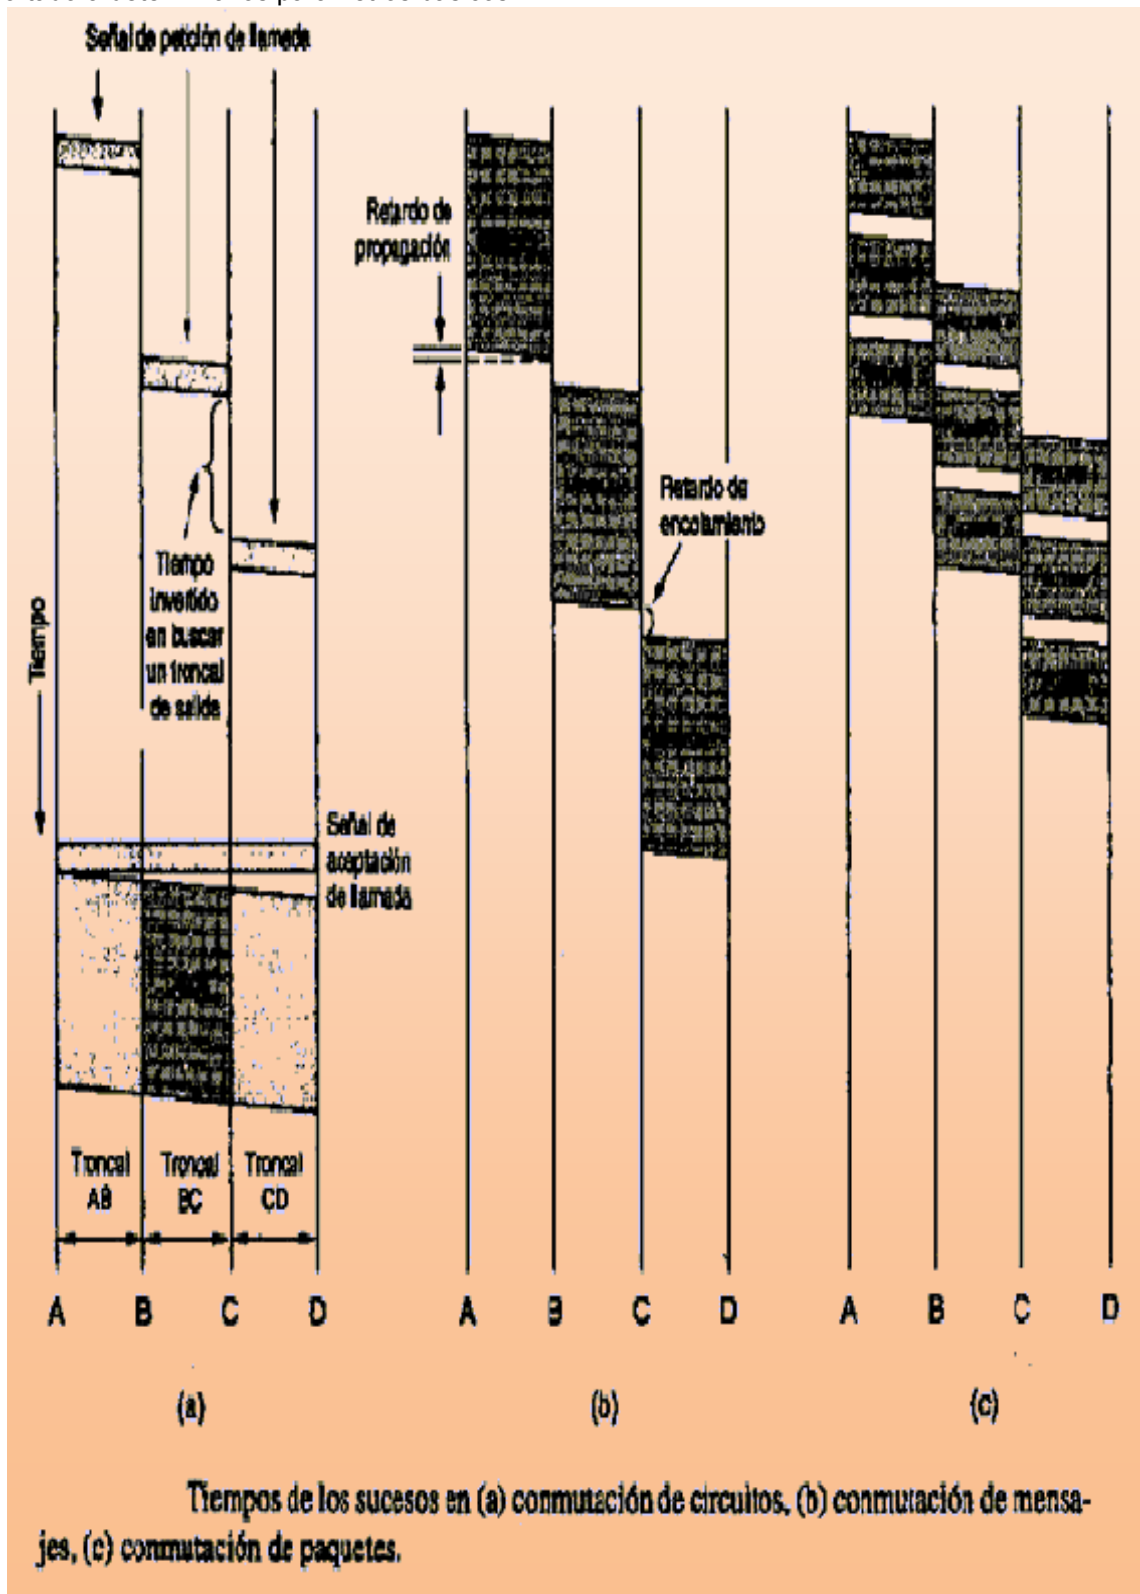 Señal de petición de llamada
Retardo de
propagación
Retardo de
encolamiento
Tiempo
invertido
en buscar
un troncal
de salida
Tiempo
Señal de
aceptación
de llamada
Troncal
AB
Troncal
BC
Troncal
CD
A B C D
A B C D
A B C D
(a)
(b)
(c)
Tiempos de los sucesos en (a) conmutación de circuitos, (b) conmutación de mensa-
jes, (c) conmutación de paquetes.